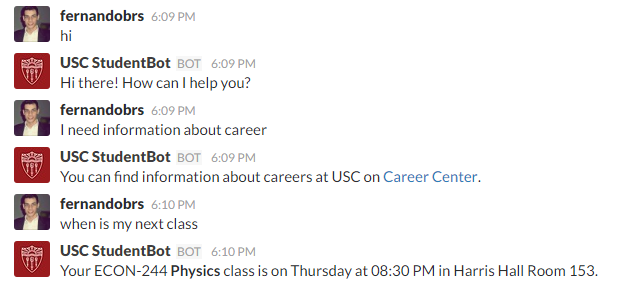 fernandobrs 6:09 PM
hi
USC StudentBot BOT 6:09 PM
Hi there! How can I help you?
fernandobrs 6:09 PM
I need information about career
USC StudentBot BOT 6:09 PM
You can find information about careers at USC on Career Center.
fernandobrs 6:10 PM
when is my next class
USC StudentBot BOT 6:10 PM
Your ECON-244 Physics class is on Thursday at 08:30 PM in Harris Hall Room 153.